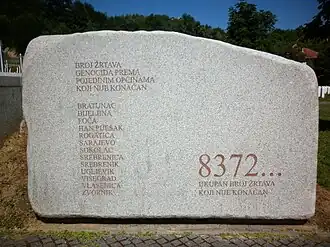 BROJ ŽRTAVA
GENOCIDA PREMA
POJEDINIM OPĆINAMA
KOJI NIJE KONAČAN
BRATUNAC
BIJELJINA
FOČA
HAN PIJESAK
ROGATICA
SARAJEVO
SOKOLAC
SREBRENICA
SREBRENIK
UGLJEVIK
VIŠEGRAD
VLASENICA
ZVORNIK
8372...
UKUPAN BROJ ŽRTAVA
KOJI NIJE KONAČAN